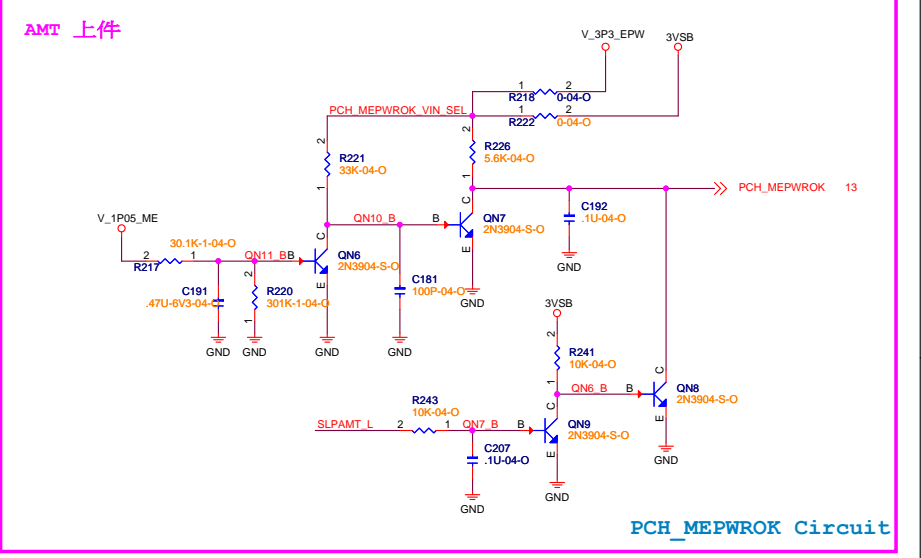 AMT 上件
V_3P3_EPW
3VSB
1 2
R218 0-04-O
PCH_MEPWROK_VIN_SEL
1 2
R222 0-04-O
2
R221
33K-04-O
1
2
R226
5.6K-04-O
1
PCH_MEPWROK 13
C192
.1U-04-O
GND
V_1P05_ME
QN10_B
B
C
QN7
2N3904-S-O
E
GND
30.1K-1-04-O
2 1
R217
QN11_B
B
C
QN6
2N3904-S-O
E
GND
C191
.47U-6V3-04-O
GND
2
R220
301K-1-04-O
1
GND
C181
100P-04-O
GND
3VSB
2
R241
10K-04-O
1
QN6_B
B
C
QN8
2N3904-S-O
E
GND
R243
10K-04-O
SLPAMT_L
2 1
QN7_B
B
C
QN9
2N3904-S-O
E
GND
C207
.1U-04-O
GND
PCH_MEPWROK Circuit